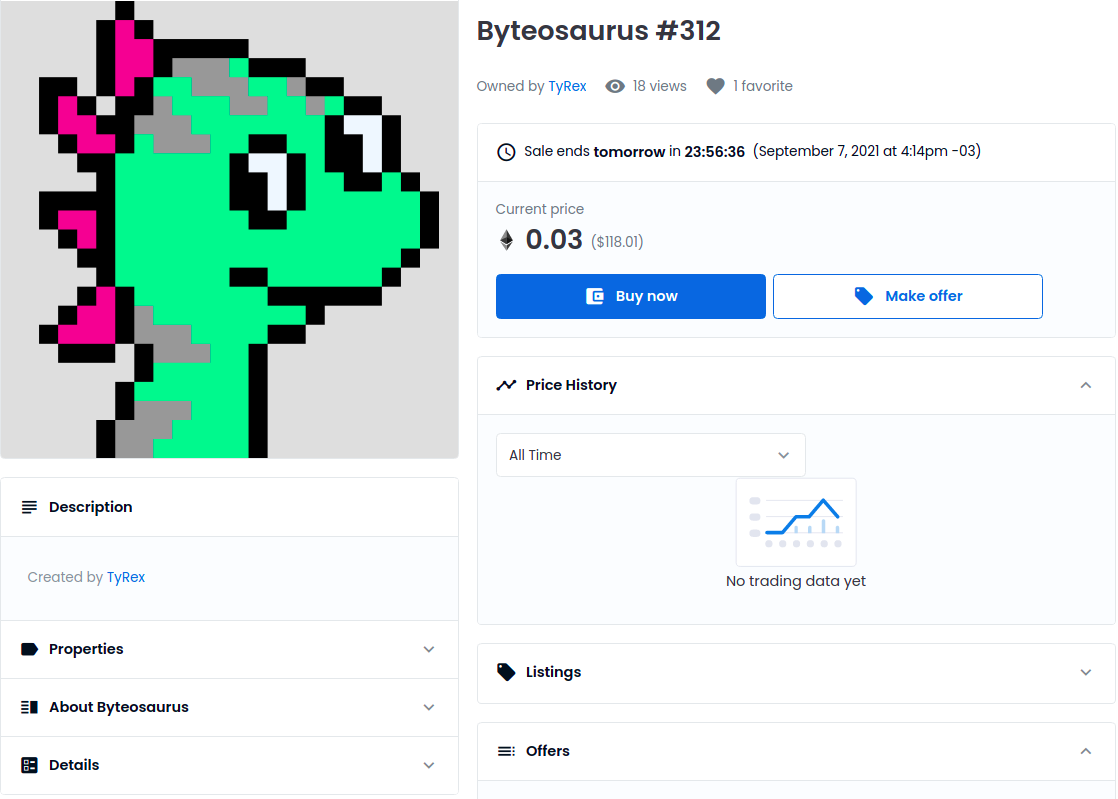 Byteosaurus #312
Owned by TyRex 18 views 1 favorite
Sale ends tomorrow in 23:56:36 (September 7, 2021 at 4:14pm -03)
Current price
0.03 ($118.01)
Buy now
Make offer
Price History
All Time
No trading data yet
Listings
Offers
Description
Created by TyRex
Properties
About Byteosaurus
Details